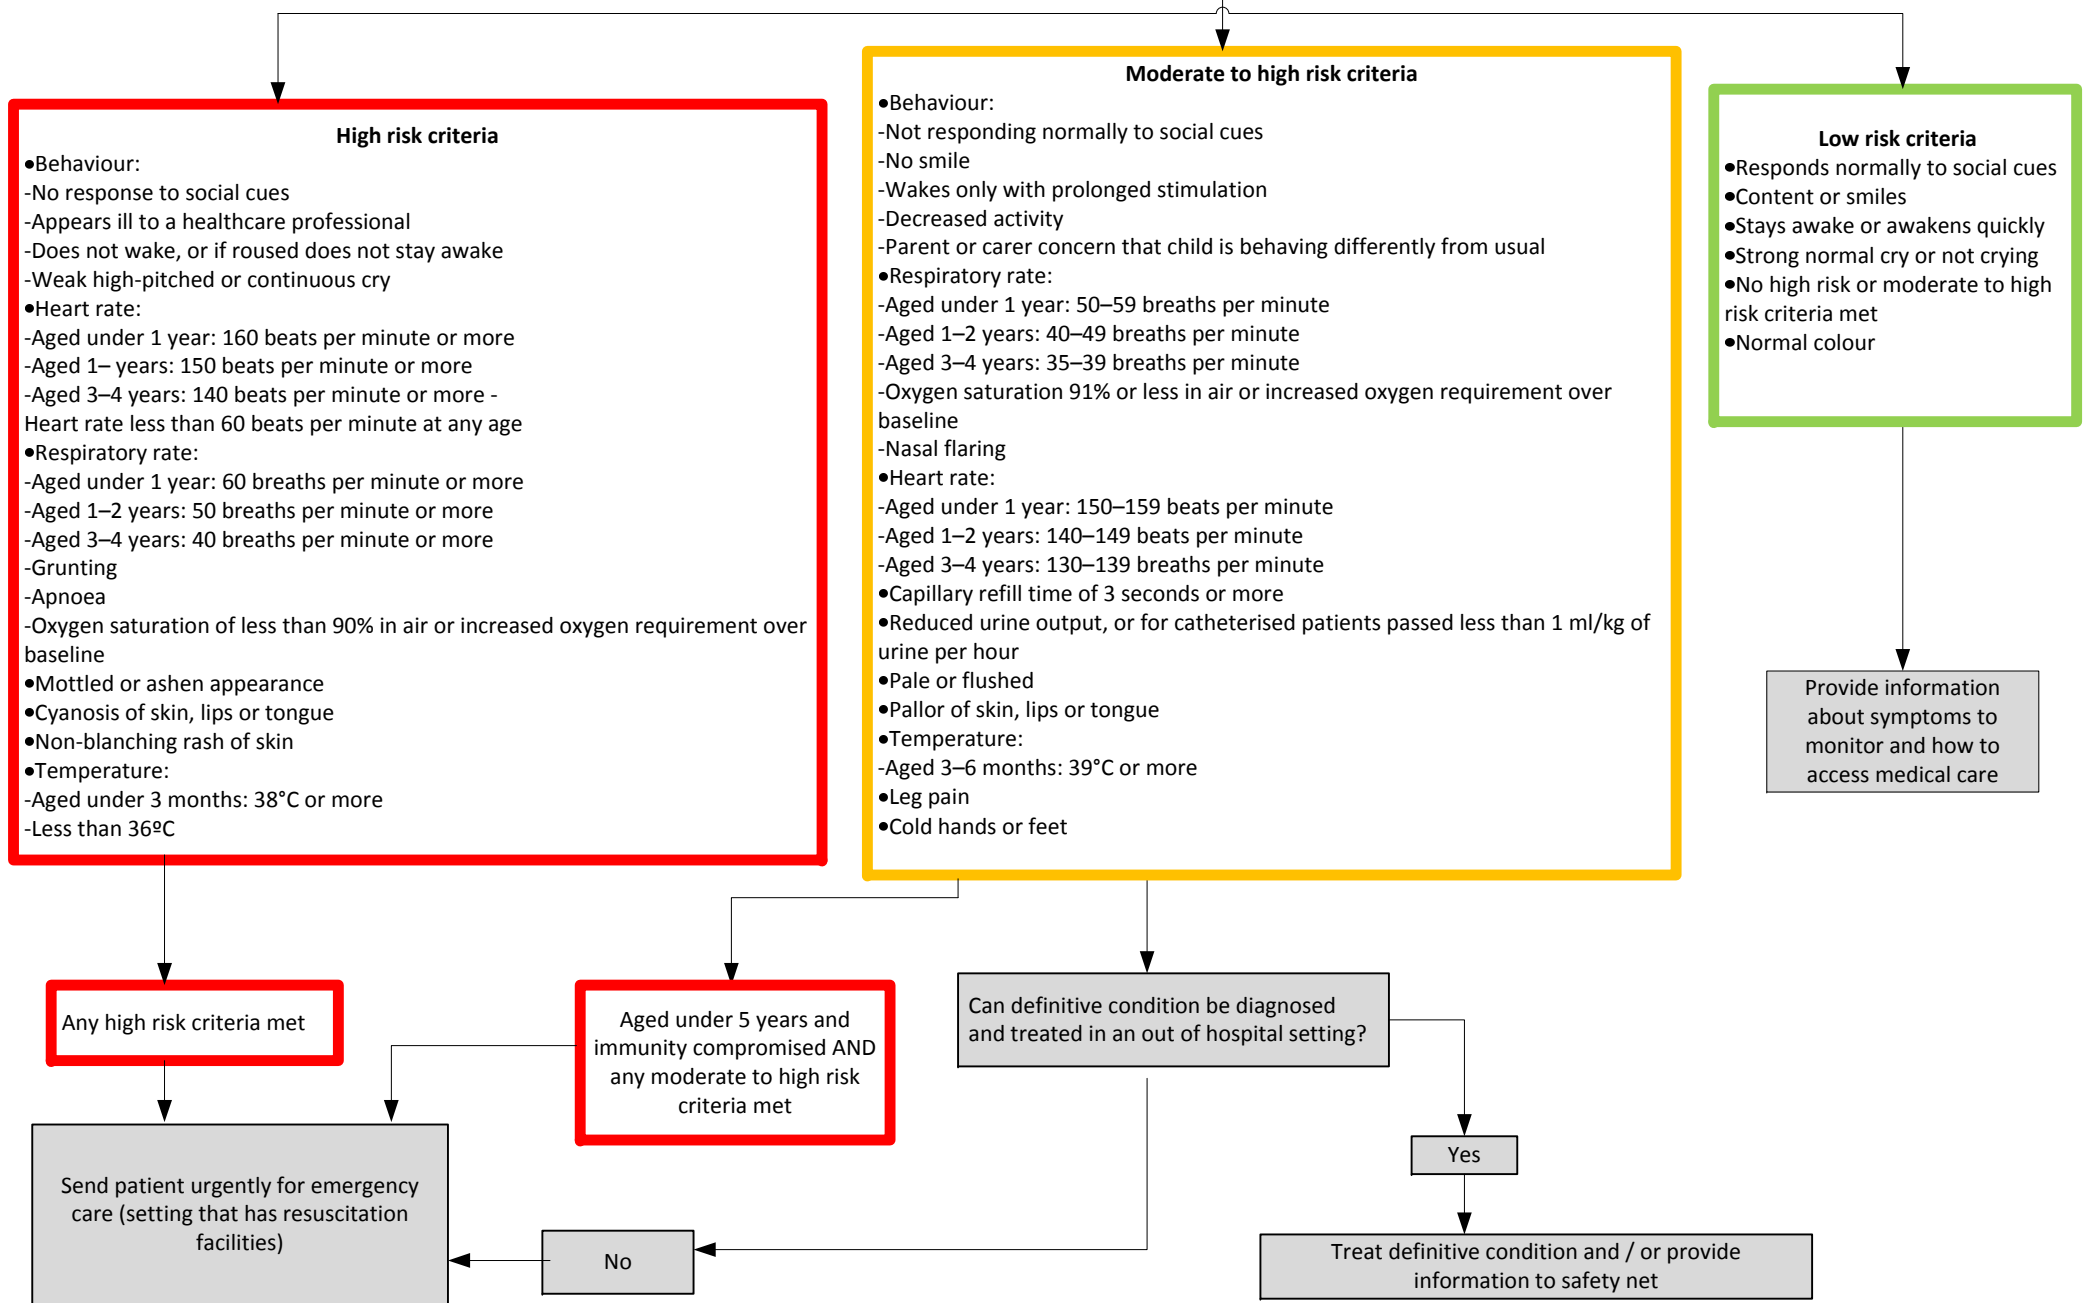 High risk criteria
•Behaviour:
-No response to social cues
-Appears ill to a healthcare professional
-Does not wake, or if roused does not stay awake
-Weak high-pitched or continuous cry
•Heart rate:
-Aged under 1 year: 160 beats per minute or more
-Aged 1– years: 150 beats per minute or more
-Aged 3–4 years: 140 beats per minute or more -
Heart rate less than 60 beats per minute at any age
•Respiratory rate:
-Aged under 1 year: 60 breaths per minute or more
-Aged 1–2 years: 50 breaths per minute or more
-Aged 3–4 years: 40 breaths per minute or more
-Grunting
-Apnoea
-Oxygen saturation of less than 90% in air or increased oxygen requirement over
baseline
•Mottled or ashen appearance
•Cyanosis of skin, lips or tongue
•Non-blanching rash of skin
•Temperature:
-Aged under 3 months: 38°C or more
-Less than 36ºC
Moderate to high risk criteria
•Behaviour:
-Not responding normally to social cues
-No smile
-Wakes only with prolonged stimulation
-Decreased activity
-Parent or carer concern that child is behaving differently from usual
•Respiratory rate:
-Aged under 1 year: 50–59 breaths per minute
-Aged 1–2 years: 40–49 breaths per minute
-Aged 3–4 years: 35–39 breaths per minute
-Oxygen saturation 91% or less in air or increased oxygen requirement over
baseline
-Nasal flaring
•Heart rate:
-Aged under 1 year: 150–159 beats per minute
-Aged 1–2 years: 140–149 beats per minute
-Aged 3–4 years: 130–139 breaths per minute
•Capillary refill time of 3 seconds or more
•Reduced urine output, or for catheterised patients passed less than 1 ml/kg of
urine per hour
•Pale or flushed
•Pallor of skin, lips or tongue
•Temperature:
-Aged 3–6 months: 39°C or more
•Leg pain
•Cold hands or feet
Low risk criteria
•Responds normally to social cues
•Content or smiles
•Stays awake or awakens quickly
•Strong normal cry or not crying
•No high risk or moderate to high
risk criteria met
•Normal colour
Provide information
about symptoms to
monitor and how to
access medical care
Any high risk criteria met
Aged under 5 years and
immunity compromised AND
any moderate to high risk
criteria met
Can definitive condition be diagnosed
and treated in an out of hospital setting?
Yes
Send patient urgently for emergency
care (setting that has resuscitation
facilities)
No
Treat definitive condition and / or provide
information to safety net